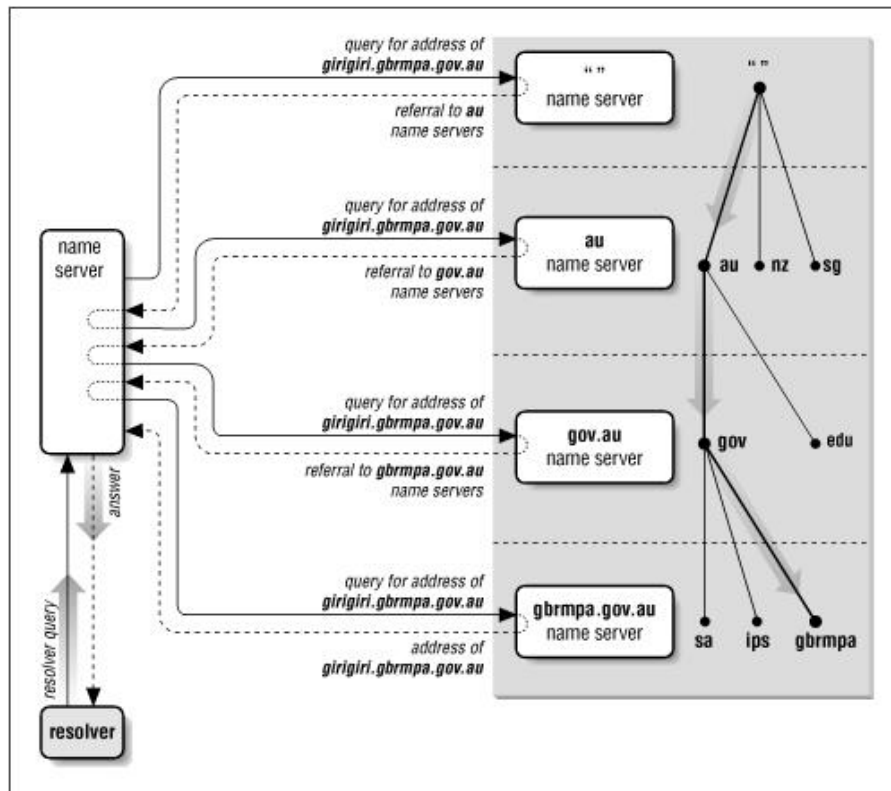 query for address of
girigiri.gbrmpa.gov.au
referral to au
name servers
“ ”
name server
“ ”
name
server
query for address of
girigiri.gbrmpa.gov.au
referral to gov.au
name servers
au
name server
au
nz
sg
query for address of
girigiri.gbrmpa.gov.au
referral to gbrmpa.gov.au
name servers
gov.au
name server
gov
edu
answer
resolver query
query for address of
girigiri.gbrmpa.gov.au
address of
girigiri.gbrmpa.gov.au
gbrmpa.gov.au
name server
sa
ips
gbrmpa
resolver